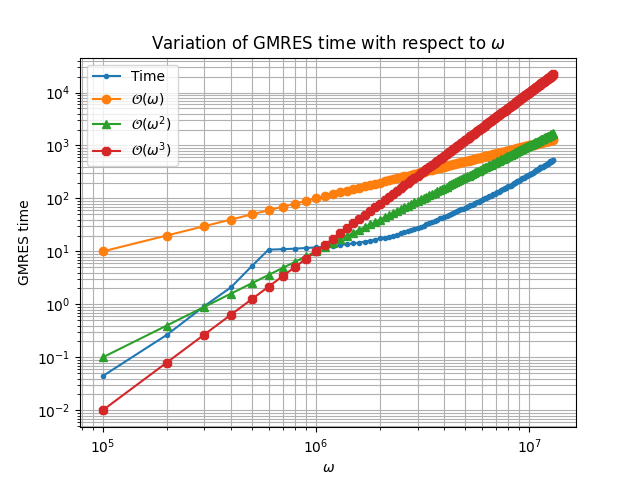 Variation of GMRES time with respect to ω
Time
𝒪(ω)
𝒪(ω²)
𝒪(ω³)
GMRES time
10⁴
10³
10²
10¹
10⁰
10⁻¹
10⁻²
10⁵ 10⁶ 10⁷
ω